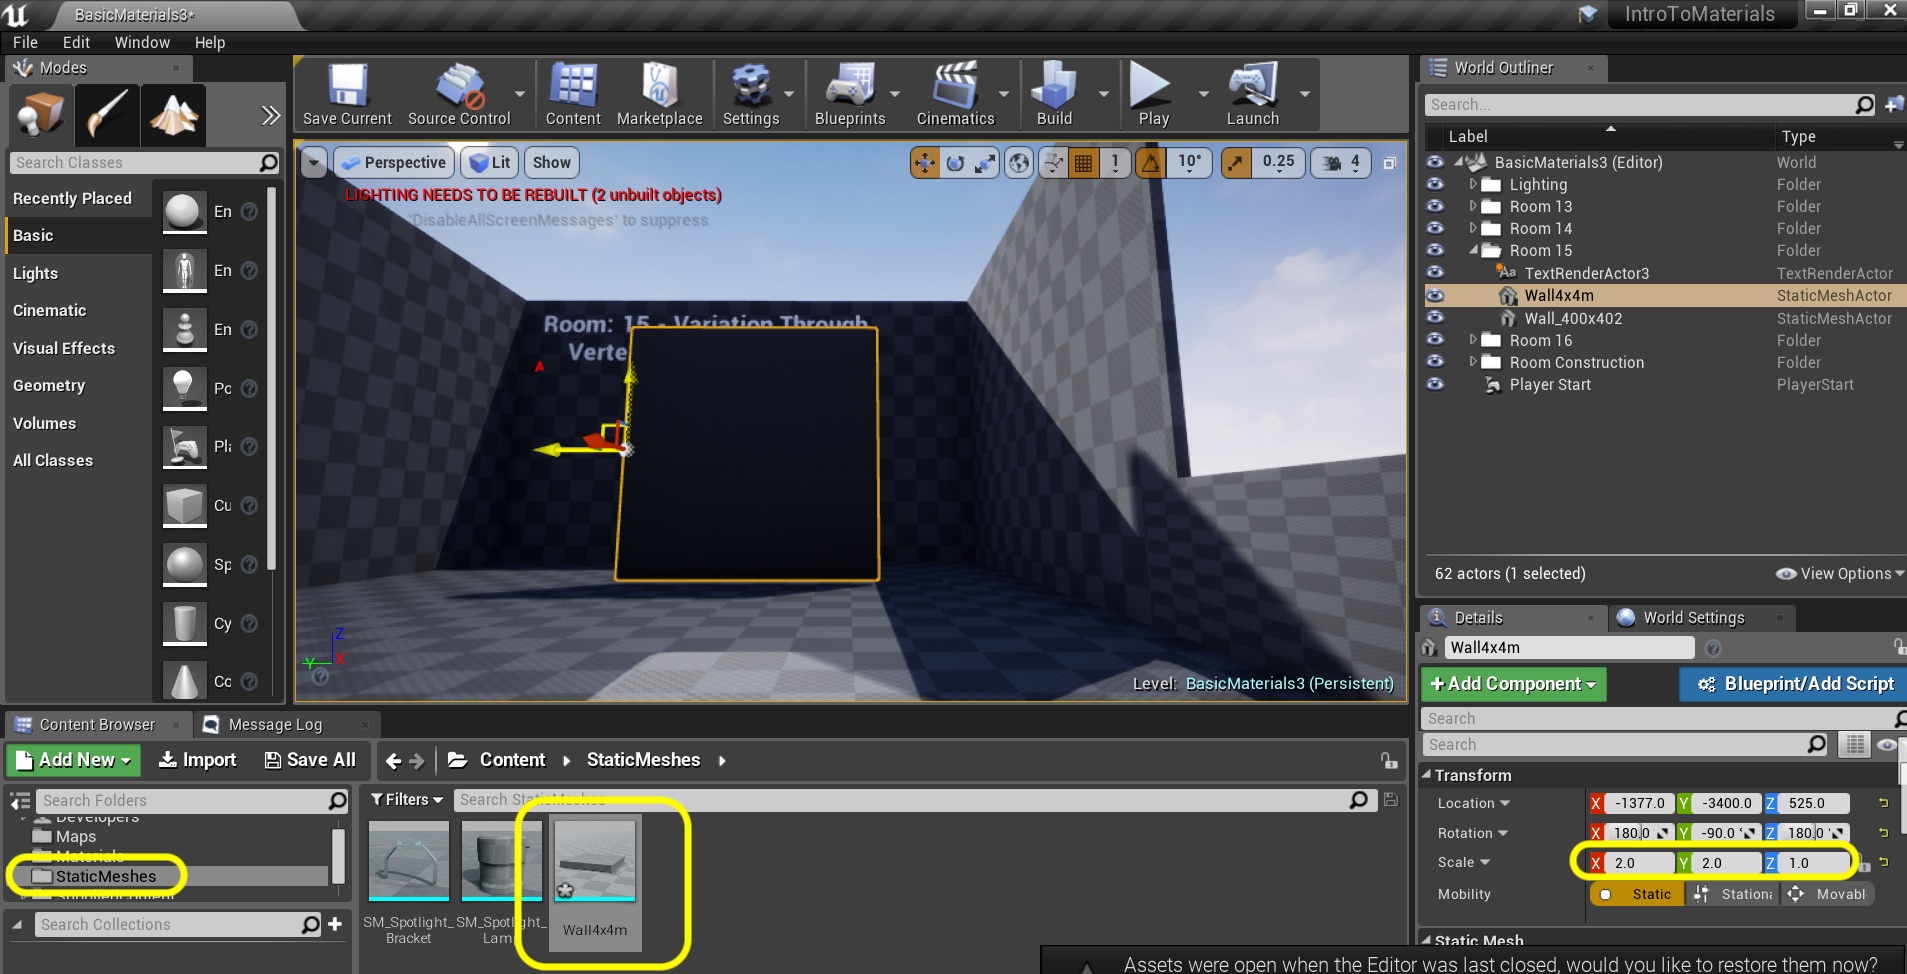 BasicMaterials3*
IntroToMaterials
File Edit Window Help
Modes
Search Classes
Recently Placed
Basic
Lights
Cinematic
Visual Effects
Geometry
Volumes
All Classes
En
En
En
Po
Pl
Cu
Sp
Cy
Co
Save Current Source Control Content Marketplace Settings Blueprints Cinematics Build Play Launch
Perspective Lit Show
1 10° 0.25 4
LIGHTING NEEDS TO BE REBUILT (2 unbuilt objects)
'DisableAllScreenMessages' to suppress
Room: 15 - Variation Through
Verte
A
Z
Y X
Level: BasicMaterials3 (Persistent)
World Outliner
Search...
Label Type
BasicMaterials3 (Editor) World
Lighting Folder
Room 13 Folder
Room 14 Folder
Room 15 Folder
TextRenderActor3 TextRenderActor
Wall4x4m StaticMeshActor
Wall_400x402 StaticMeshActor
Room 16 Folder
Room Construction Folder
Player Start PlayerStart
62 actors (1 selected) View Options
Details World Settings
Wall4x4m
+Add Component Blueprint/Add Script
Search
Search
Transform
Location X -1377.0 Y -3400.0 Z 525.0
Rotation X 180.0 Y -90.0 ° Z 180.0 °
Scale X 2.0 Y 2.0 Z 1.0
Mobility Static Stationa Movabl
Static Mesh
Assets were open when the Editor was last closed, would you like to restore them now?
Content Browser Message Log
Add New Import Save All Content StaticMeshes
Search Folders
Developers
Maps
Materials
StaticMeshes
Search Collections
Filters Search StaticMeshes
SM_Spotlight_
Bracket
SM_Spotlight_
Lam
Wall4x4m